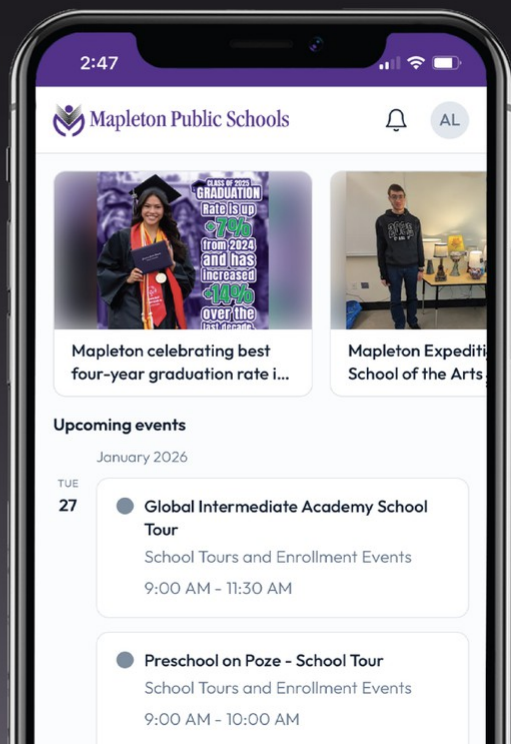 2:47
Mapleton Public Schools
AL
CLASS OF 2025
GRADUATION
Rate is up
+7%
from 2024
and has
increased
+14%
over the
last decade.
Mapleton celebrating best
four-year graduation rate i...
Mapleton Expediti
School of the Arts
Upcoming events
January 2026
TUE
27
Global Intermediate Academy School
Tour
School Tours and Enrollment Events
9:00 AM - 11:30 AM
Preschool on Poze - School Tour
School Tours and Enrollment Events
9:00 AM - 10:00 AM